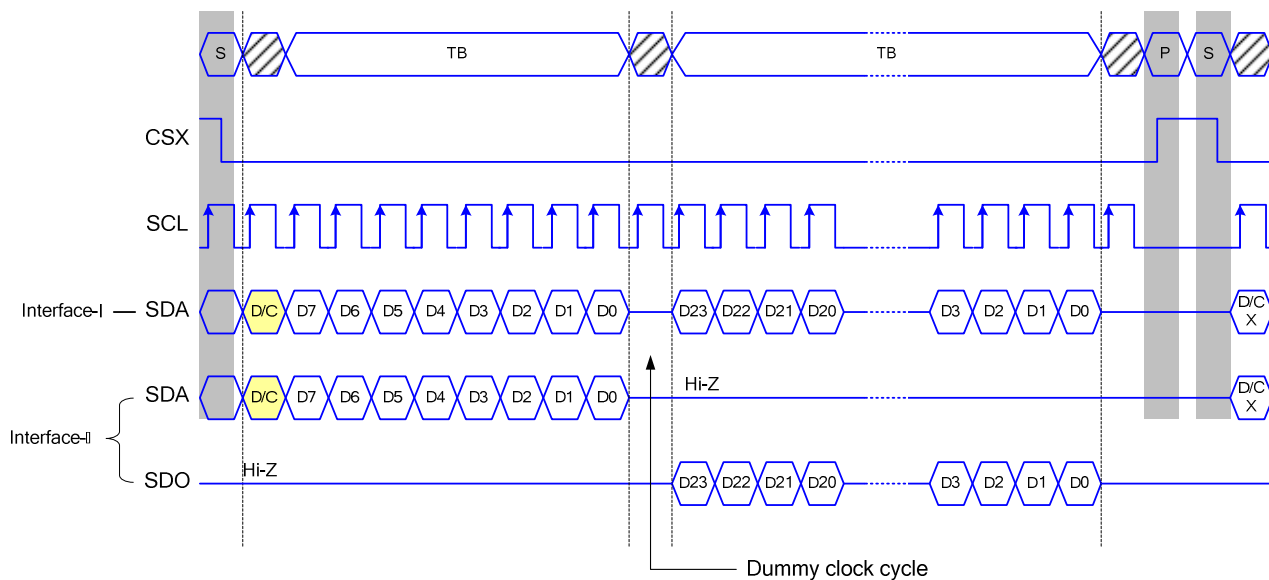 S TB TB P S
CSX
SCL
Interface-I SDA D/C D7 D6 D5 D4 D3 D2 D1 D0 D23 D22 D21 D20 D3 D2 D1 D0 D/C X
SDA D/C D7 D6 D5 D4 D3 D2 D1 D0 Hi-Z D/C X
Interface-
SDO Hi-Z D23 D22 D21 D20 D3 D2 D1 D0
Dummy clock cycle